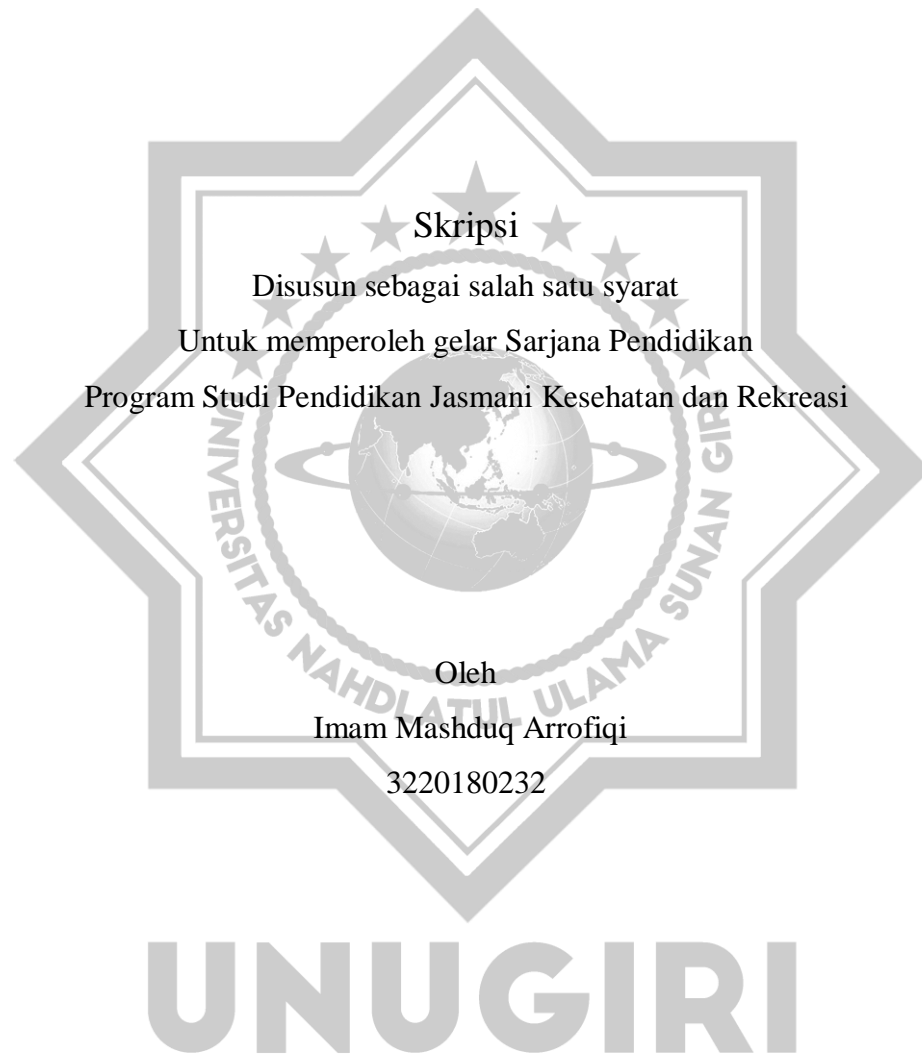 Skripsi
Disusun sebagai salah satu syarat
Untuk memperoleh gelar Sarjana Pendidikan
Program Studi Pendidikan Jasmani Kesehatan dan Rekreasi
UNIVERSITAS NAHDLATUL ULAMA SUNAN GIRI
Oleh
Imam Mashduq Arrofiqi
3220180232
UNUGIRI